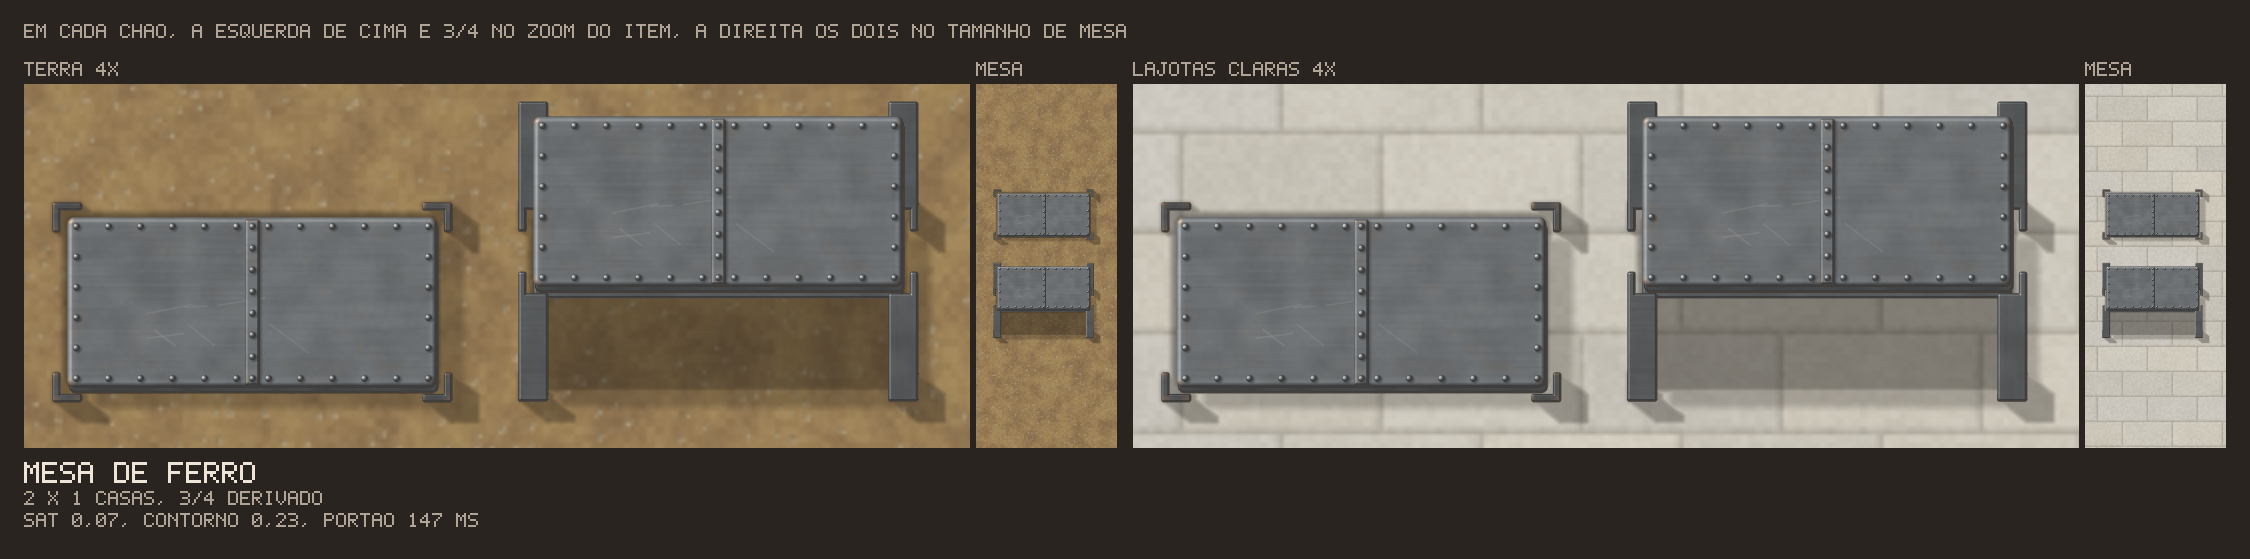 EM CADA CHAO, A ESQUERDA DE CIMA E 3/4 NO ZOOM DO ITEM, A DIREITA OS DOIS NO TAMANHO DE MESA
TERRA 4X
MESA
LAJOTAS CLARAS 4X
MESA
MESA DE FERRO
2 X 1 CASAS, 3/4 DERIVADO
SAT 0,07, CONTORNO 0,23, PORTAO 147 MS